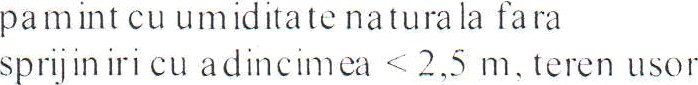 pamint cu umiditate naturala fara
sprijiniri cu adincimea < 2,5 m, teren usor